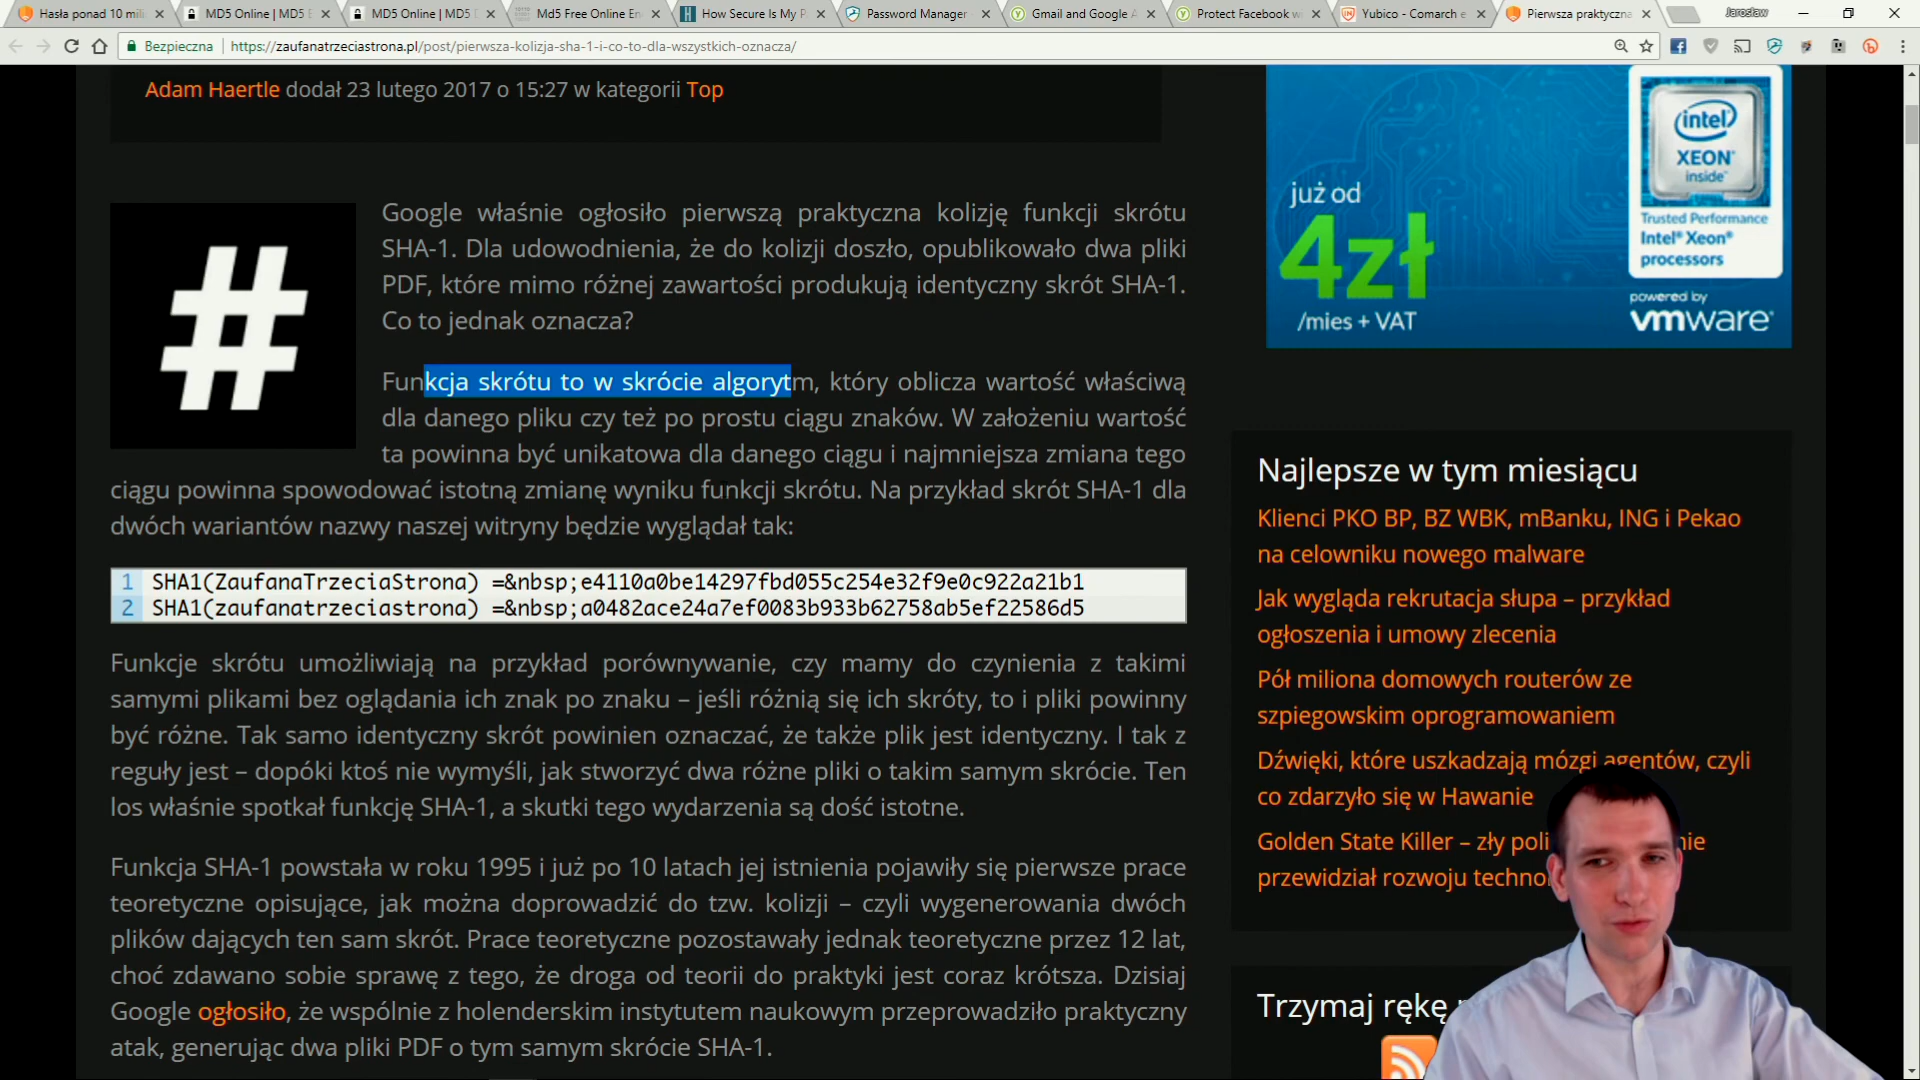 Hasła ponad 10 mili
MD5 Online | MD5 E
MD5 Online | MD5
Md5 Free Online En
How Secure Is My P
Password Manager
Gmail and Google A
Protect Facebook w
Yubico - Comarch e
Pierwsza praktyczna
Jarosław
Bezpieczna
https://zaufanatrzeciastrona.pl/post/pierwsza-kolizja-sha-1-i-co-to-dla-wszystkich-oznacza/
Adam Haertle dodał 23 lutego 2017 o 15:27 w kategorii Top
Google właśnie ogłosiło pierwszą praktyczna kolizję funkcji skrótu
SHA-1. Dla udowodnienia, że do kolizji doszło, opublikowało dwa pliki
PDF, które mimo różnej zawartości produkują identyczny skrót SHA-1.
Co to jednak oznacza?
Funkcja skrótu to w skrócie algorytm, który oblicza wartość właściwą
dla danego pliku czy też po prostu ciągu znaków. W założeniu wartość
ta powinna być unikatowa dla danego ciągu i najmniejsza zmiana tego
ciągu powinna spowodować istotną zmianę wyniku funkcji skrótu. Na przykład skrót SHA-1 dla
dwóch wariantów nazwy naszej witryny będzie wyglądał tak:
1 SHA1(ZaufanaTrzeciaStrona) =&nbsp;e4110a0be14297fbd055c254e32f9e0c922a21b1
2 SHA1(zaufanatrzeciastrona) =&nbsp;a0482ace24a7ef0083b933b62758ab5ef22586d5
Funkcje skrótu umożliwiają na przykład porównywanie, czy mamy do czynienia z takimi
samymi plikami bez oglądania ich znak po znaku – jeśli różnią się ich skróty, to i pliki powinny
być różne. Tak samo identyczny skrót powinien oznaczać, że także plik jest identyczny. I tak z
reguły jest – dopóki ktoś nie wymyśli, jak stworzyć dwa różne pliki o takim samym skrócie. Ten
los właśnie spotkał funkcję SHA-1, a skutki tego wydarzenia są dość istotne.
Funkcja SHA-1 powstała w roku 1995 i już po 10 latach jej istnienia pojawiły się pierwsze prace
teoretyczne opisujące, jak można doprowadzić do tzw. kolizji – czyli wygenerowania dwóch
plików dających ten sam skrót. Prace teoretyczne pozostawały jednak teoretyczne przez 12 lat,
choć zdawano sobie sprawę z tego, że droga od teorii do praktyki jest coraz krótsza. Dzisiaj
Google ogłosiło, że wspólnie z holenderskim instytutem naukowym przeprowadziło praktyczny
atak, generując dwa pliki PDF o tym samym skrócie SHA-1.
już od
4zł
/mies + VAT
intel
XEON
inside
Trusted Performance
Intel® Xeon®
processors
powered by
vmware
Najlepsze w tym miesiącu
Klienci PKO BP, BZ WBK, mBanku, ING i Pekao
na celowniku nowego malware
Jak wygląda rekrutacja słupa – przykład
ogłoszenia i umowy zlecenia
Pół miliona domowych routerów ze
szpiegowskim oprogramowaniem
Dźwięki, które uszkadzają mózgi agentów, czyli
co zdarzyło się w Hawanie
Golden State Killer – zły poli nie
przewidział rozwoju techno
Trzymaj rękę